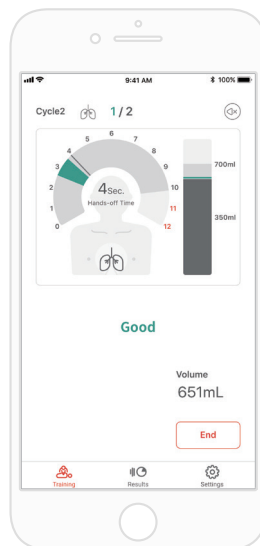 9:41 AM
100%
Cycle2
1 / 2
0
1
2
3
4
5
6
7
8
9
10
11
12
4Sec.
Hands-off Time
700ml
350ml
Good
Volume
651mL
End
Training
Results
Settings